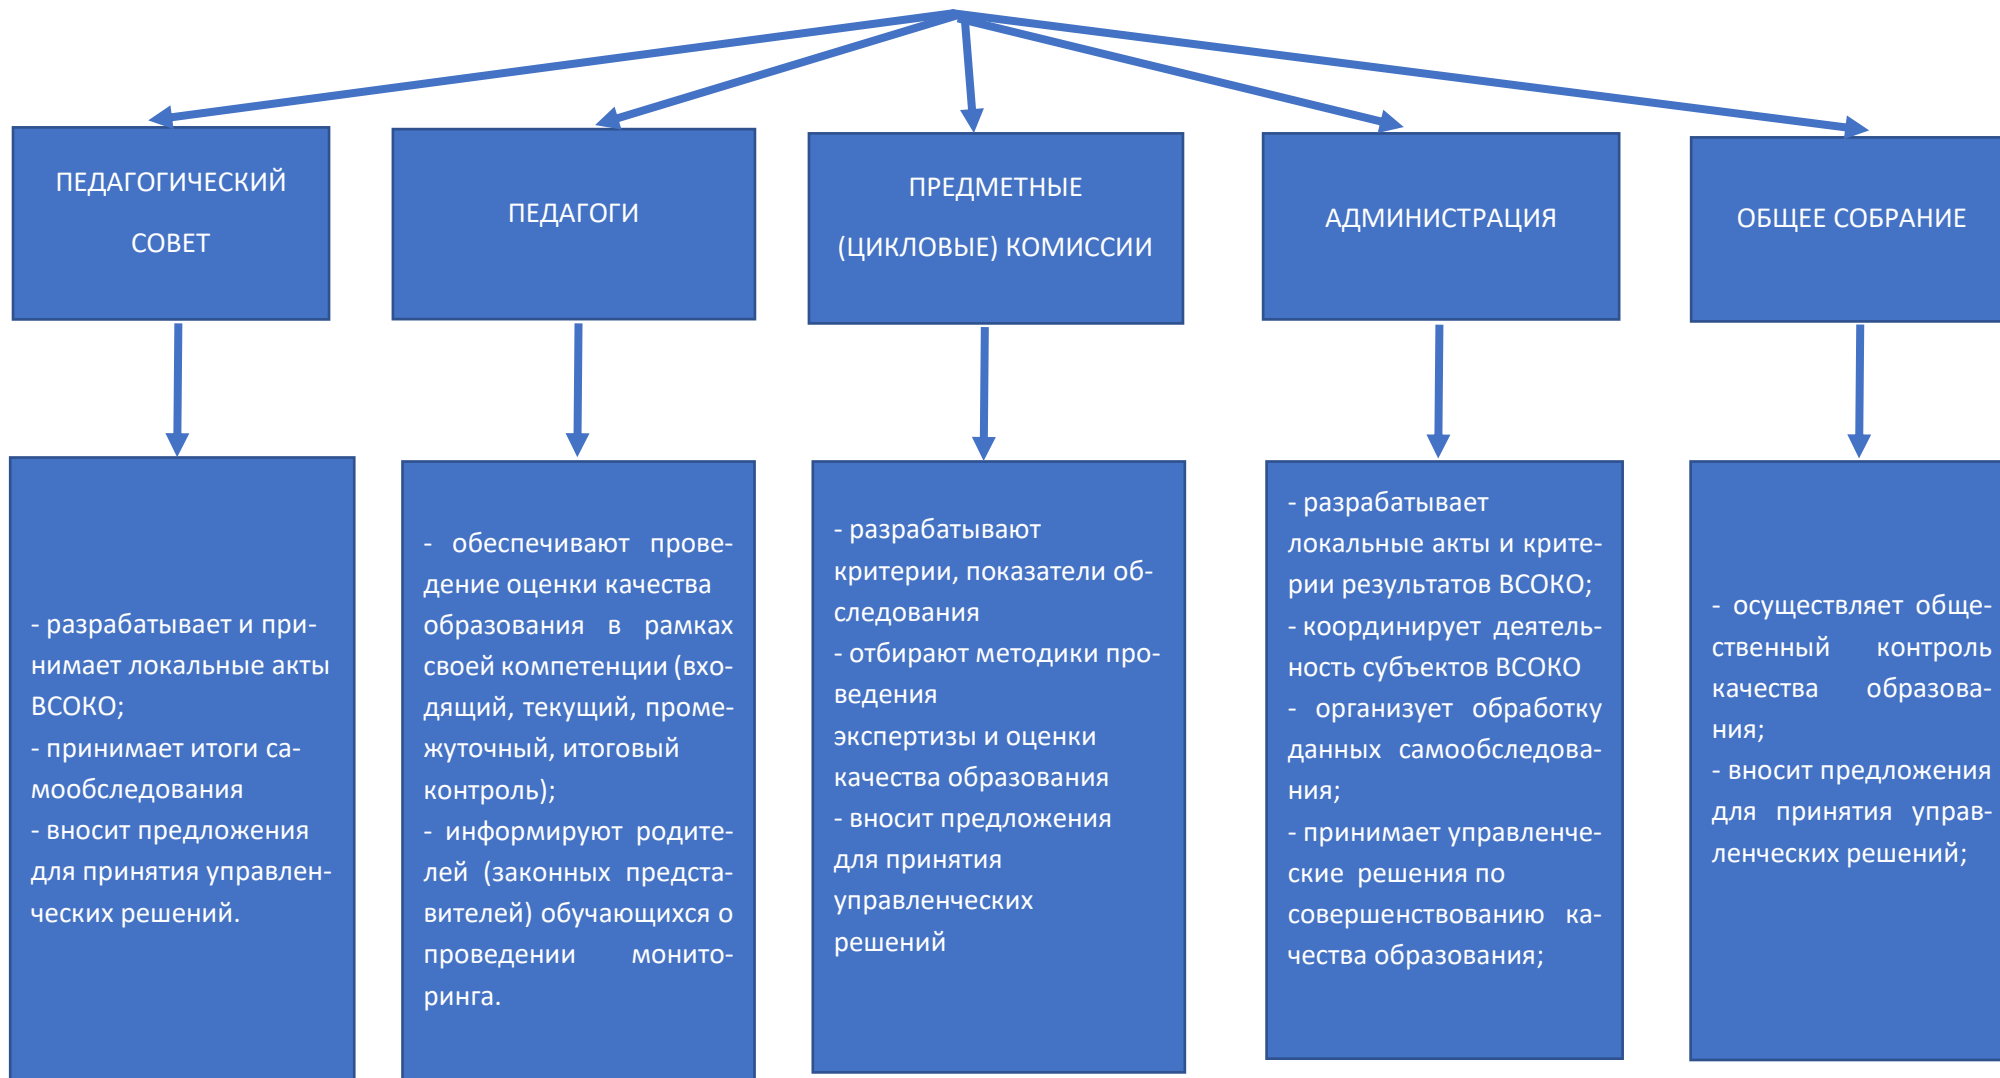 ПЕДАГОГИЧЕСКИЙ
СОВЕТ
ПЕДАГОГИ
ПРЕДМЕТНЫЕ
(ЦИКЛОВЫЕ) КОМИССИИ
АДМИНИСТРАЦИЯ
ОБЩЕЕ СОБРАНИЕ
- разрабатывает и при-
нимает локальные акты
ВСОКО;
- принимает итоги са-
мообследования
- вносит предложения
для принятия управлен-
ческих решений.
- обеспечивают прове-
дение оценки качества
образования в рамках
своей компетенции (вхо-
дящий, текущий, проме-
жуточный, итоговый
контроль);
- информируют родите-
лей (законных предста-
вителей) обучающихся о
проведении монито-
ринга.
- разрабатывают
критерии, показатели об-
следования
- отбирают методики про-
ведения
экспертизы и оценки
качества образования
- вносит предложения
для принятия
управленческих
решений
- разрабатывает
локальные акты и крите-
рии результатов ВСОКО;
- координирует деятель-
ность субъектов ВСОКО
- организует обработку
данных самообследова-
ния;
- принимает управленче-
ские решения по
совершенствованию ка-
чества образования;
- осуществляет обще-
ственный контроль
качества образова-
ния;
- вносит предложения
для принятия управ-
ленческих решений;